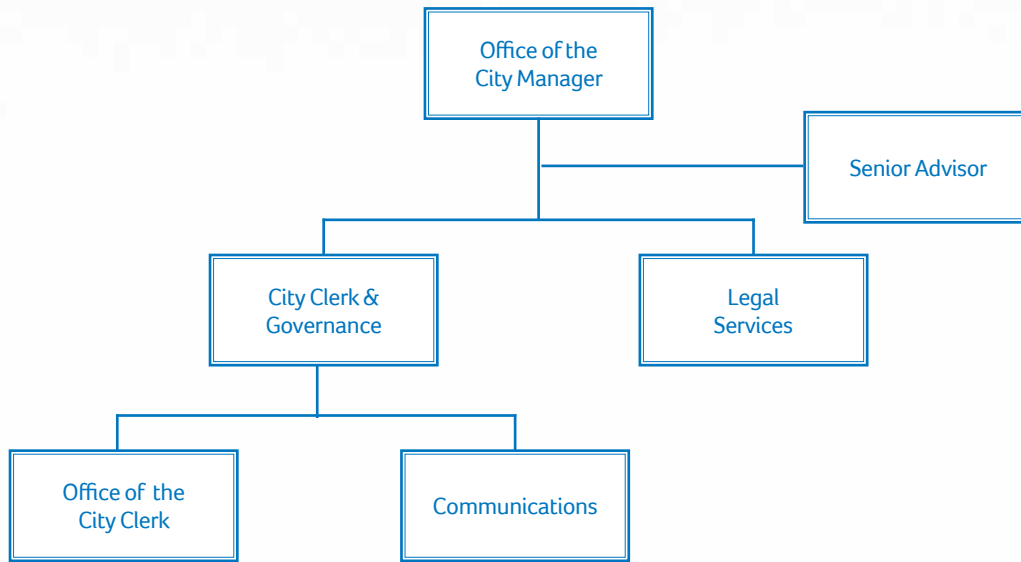 Office of the
City Manager
Senior Advisor
City Clerk &
Governance
Legal
Services
Office of the
City Clerk
Communications